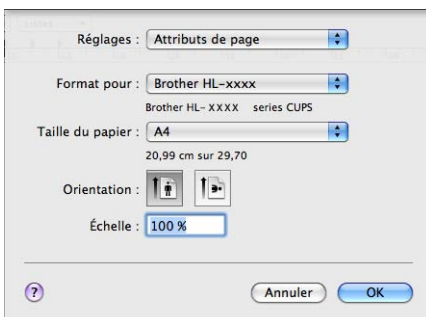 Réglages : Attributs de page
Format pour : Brother HL-xxxx
Brother HL- XXXX series CUPS
Taille du papier : A4
20,99 cm sur 29,70
Orientation :
Échelle : 100 %
? Annuler OK